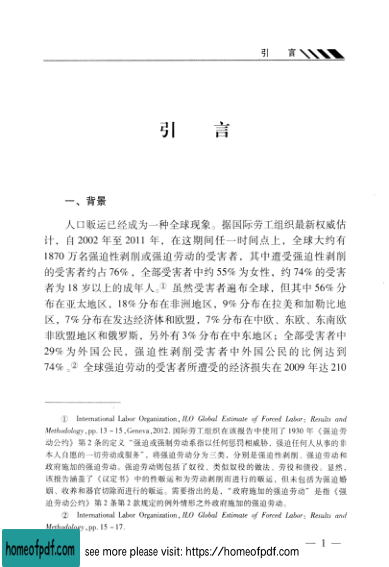 引 言
引 言
一、背景
人口贩运已经成为一种全球现象。据国际劳工组织最新权威估
计，自 2002 年至 2011 年，在这期间任一时间点上，全球大约有
1870 万名强迫性剥削或强迫劳动的受害者，其中遭受强迫性剥削
的受害者约占 76%，全部受害者中约 55% 为女性，约 74% 的受害
者为 18 岁以上的成年人。① 虽然受害者遍布全球，但其中 56% 分
布在亚太地区，18% 分布在非洲地区，9% 分布在拉美和加勒比地
区，7% 分布在发达经济体和欧盟，7% 分布在中欧、东欧、东南欧
非欧盟地区和俄罗斯，另外有 3% 分布在中东地区；全部受害者中
29% 为外国公民，强迫性剥削受害者中外国公民的比例达到
74%。② 全球强迫劳动的受害者所遭受的经济损失在 2009 年达 210
① International Labor Organization, ILO Global Estimate of Forced Labor: Results and
Methodology, pp. 13－15, Geneva, 2012. 国际劳工组织在该报告中使用了 1930 年《强迫劳
动公约》第 2 条的定义“强迫或强制劳动系指以任何惩罚相威胁，强迫任何人从事的非
本人自愿的一切劳动或服务”，将强迫劳动分为三类，分别是强迫性剥削、强迫劳动和
政府施加的强迫劳动。强迫劳动则包括了奴役、类似奴役的做法、劳役和债役。显然，
该报告涵盖了《议定书》中的性贩运和为劳动剥削而进行的贩运，但未包括为强迫婚
姻、收养和器官切除而进行的贩运。需要指出的是，“政府施加的强迫劳动”是指《强
迫劳动公约》第 2 条第 2 款规定的例外情形之外政府施加的强迫劳动。
② International Labor Organization, ILO Global Estimate of Forced Labor: Results and
Methodology, pp. 15－17.
— 1 —
homeofpdf.com see more please visit: https://homeofpdf.com